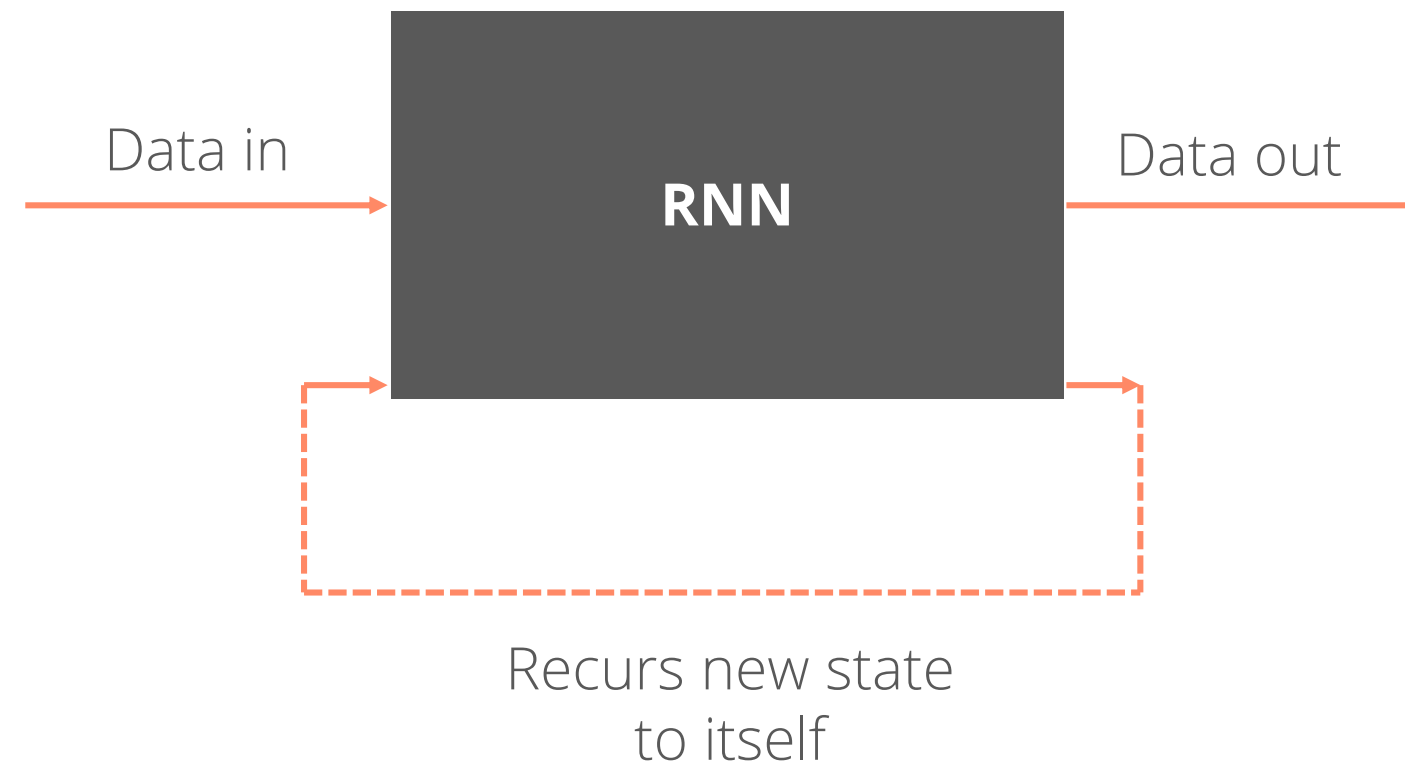 Data in
RNN
Data out
Recurs new state
to itself